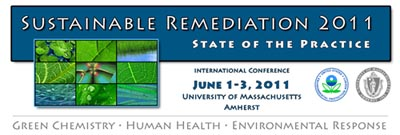 Sustainable Remediation 2011
State of the Practice
International Conference
June 1-3, 2011
University of Massachusetts
Amherst
Green Chemistry · Human Health · Environmental Response